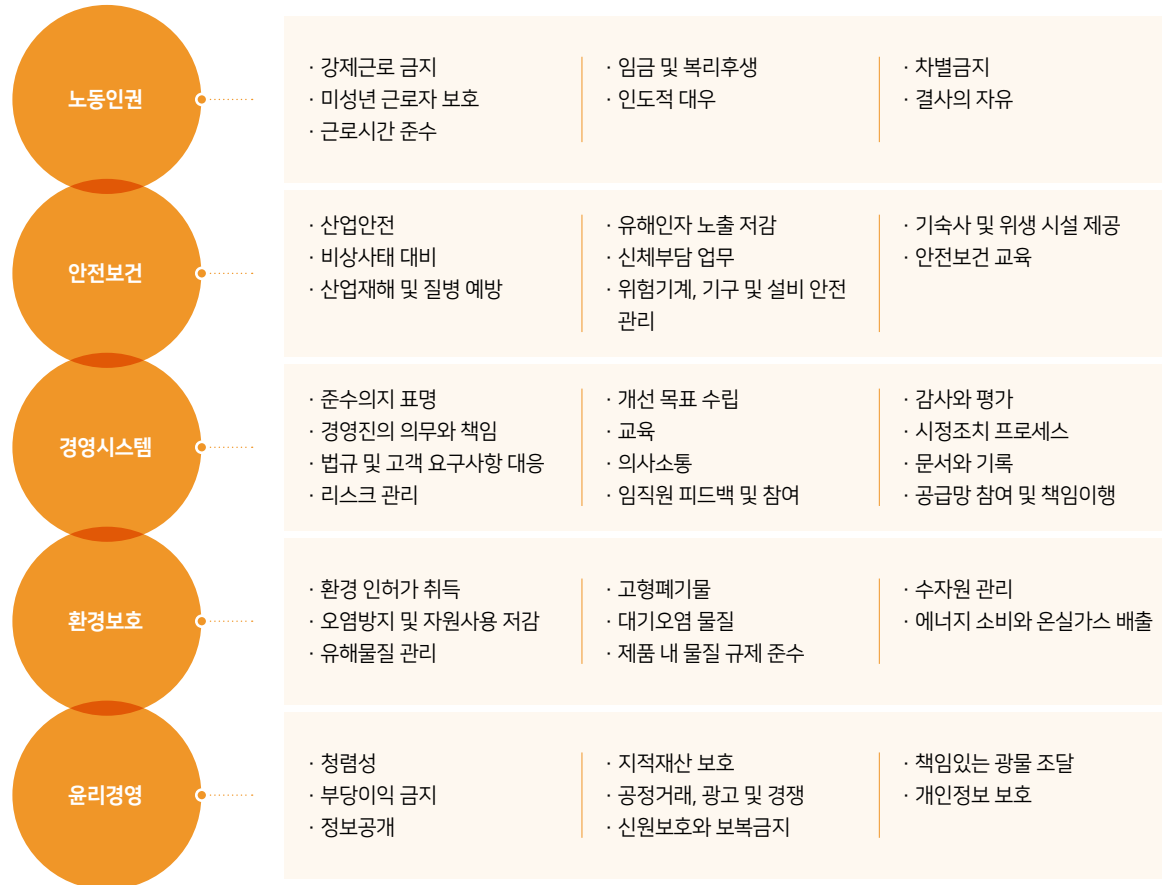 노동인권
· 강제근로 금지
· 미성년 근로자 보호
· 근로시간 준수
· 임금 및 복리후생
· 인도적 대우
· 차별금지
· 결사의 자유
안전보건
· 산업안전
· 비상사태 대비
· 산업재해 및 질병 예방
· 유해인자 노출 저감
· 신체부담 업무
· 위험기계, 기구 및 설비 안전
관리
· 기숙사 및 위생 시설 제공
· 안전보건 교육
경영시스템
· 준수의지 표명
· 경영진의 의무와 책임
· 법규 및 고객 요구사항 대응
· 리스크 관리
· 개선 목표 수립
· 교육
· 의사소통
· 임직원 피드백 및 참여
· 감사와 평가
· 시정조치 프로세스
· 문서와 기록
· 공급망 참여 및 책임이행
환경보호
· 환경 인허가 취득
· 오염방지 및 자원사용 저감
· 유해물질 관리
· 고형폐기물
· 대기오염 물질
· 제품 내 물질 규제 준수
· 수자원 관리
· 에너지 소비와 온실가스 배출
윤리경영
· 청렴성
· 부당이익 금지
· 정보공개
· 지적재산 보호
· 공정거래, 광고 및 경쟁
· 신원보호와 보복금지
· 책임있는 광물 조달
· 개인정보 보호